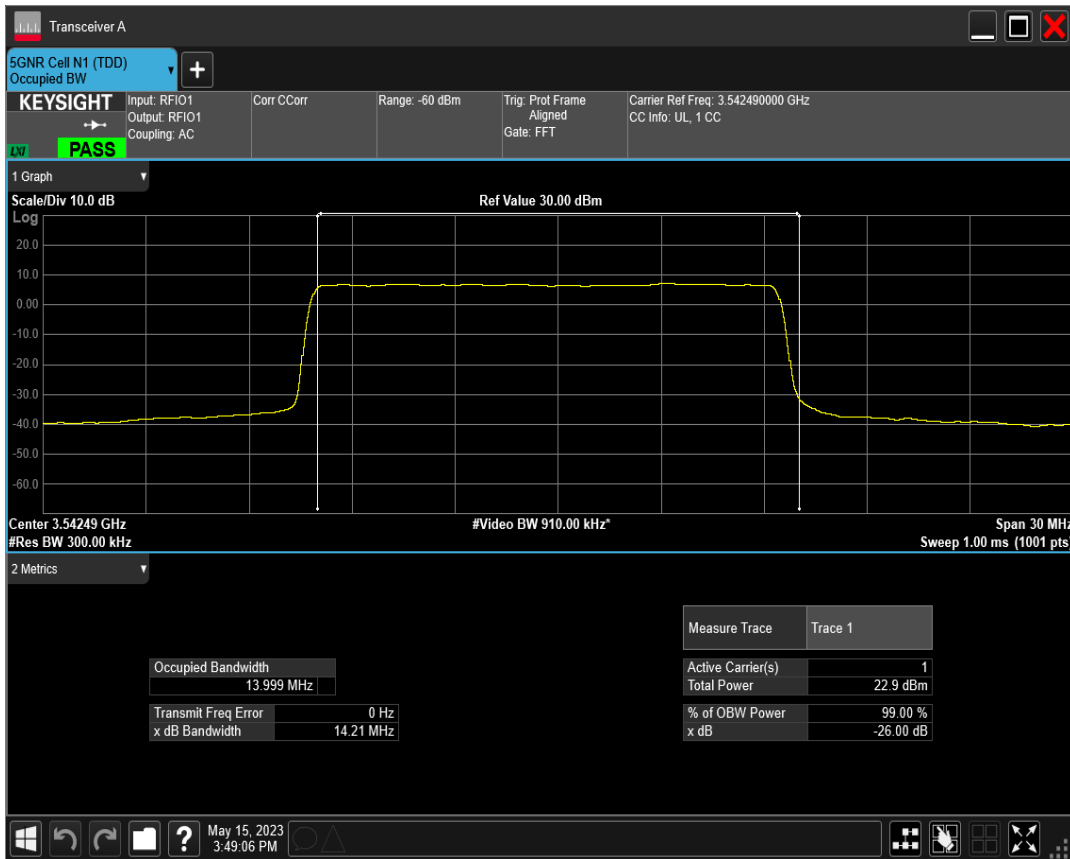 Transceiver A
5GNR Cell N1 (TDD)
Occupied BW
+
KEYSIGHT
LXI
PASS
Input: RFIO1
Output: RFIO1
Coupling: AC
Corr CCorr
Range: -60 dBm
Trig: Prot Frame
Aligned
Gate: FFT
Carrier Ref Freq: 3.542490000 GHz
CC Info: UL, 1 CC
1 Graph
Scale/Div 10.0 dB
Ref Value 30.00 dBm
Log
20.0
10.0
0.00
-10.0
-20.0
-30.0
-40.0
-50.0
-60.0
Center 3.54249 GHz
#Video BW 910.00 kHz*
Span 30 MHz
#Res BW 300.00 kHz
Sweep 1.00 ms (1001 pts)
2 Metrics
Measure Trace Trace 1
Occupied Bandwidth
13.999 MHz
Active Carrier(s) 1
Total Power 22.9 dBm
Transmit Freq Error 0 Hz
x dB Bandwidth 14.21 MHz
% of OBW Power 99.00 %
x dB -26.00 dB
?
May 15, 2023
3:49:06 PM